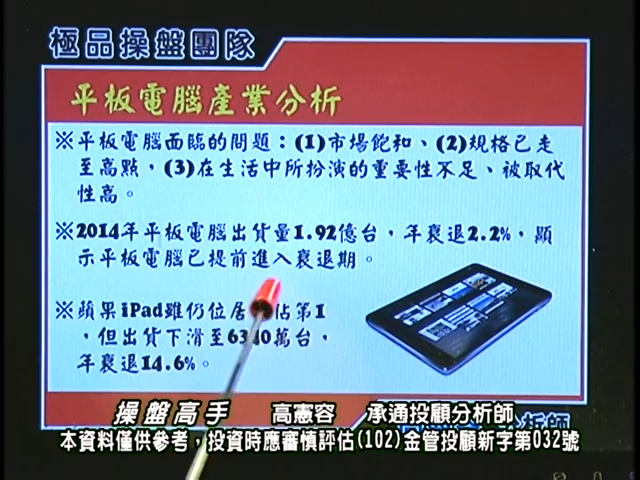 極品操盤團隊
平板電腦產業分析
※平板電腦面臨的問題：(1)市場飽和、(2)規格已走
至高點，(3)在生活中所扮演的重要性不足、被取代
性高。
※2014年平板電腦出貨量1.92億台，年衰退2.2%，顯
示平板電腦已提前進入衰退期。
※蘋果iPad雖仍位居 佔第1
，但出貨下滑至6340萬台，
年衰退14.6%。
操盤高手 高憲容 承通投顧分析師
析師
本資料僅供參考，投資時應審慎評估(102)金管投顧新字第032號